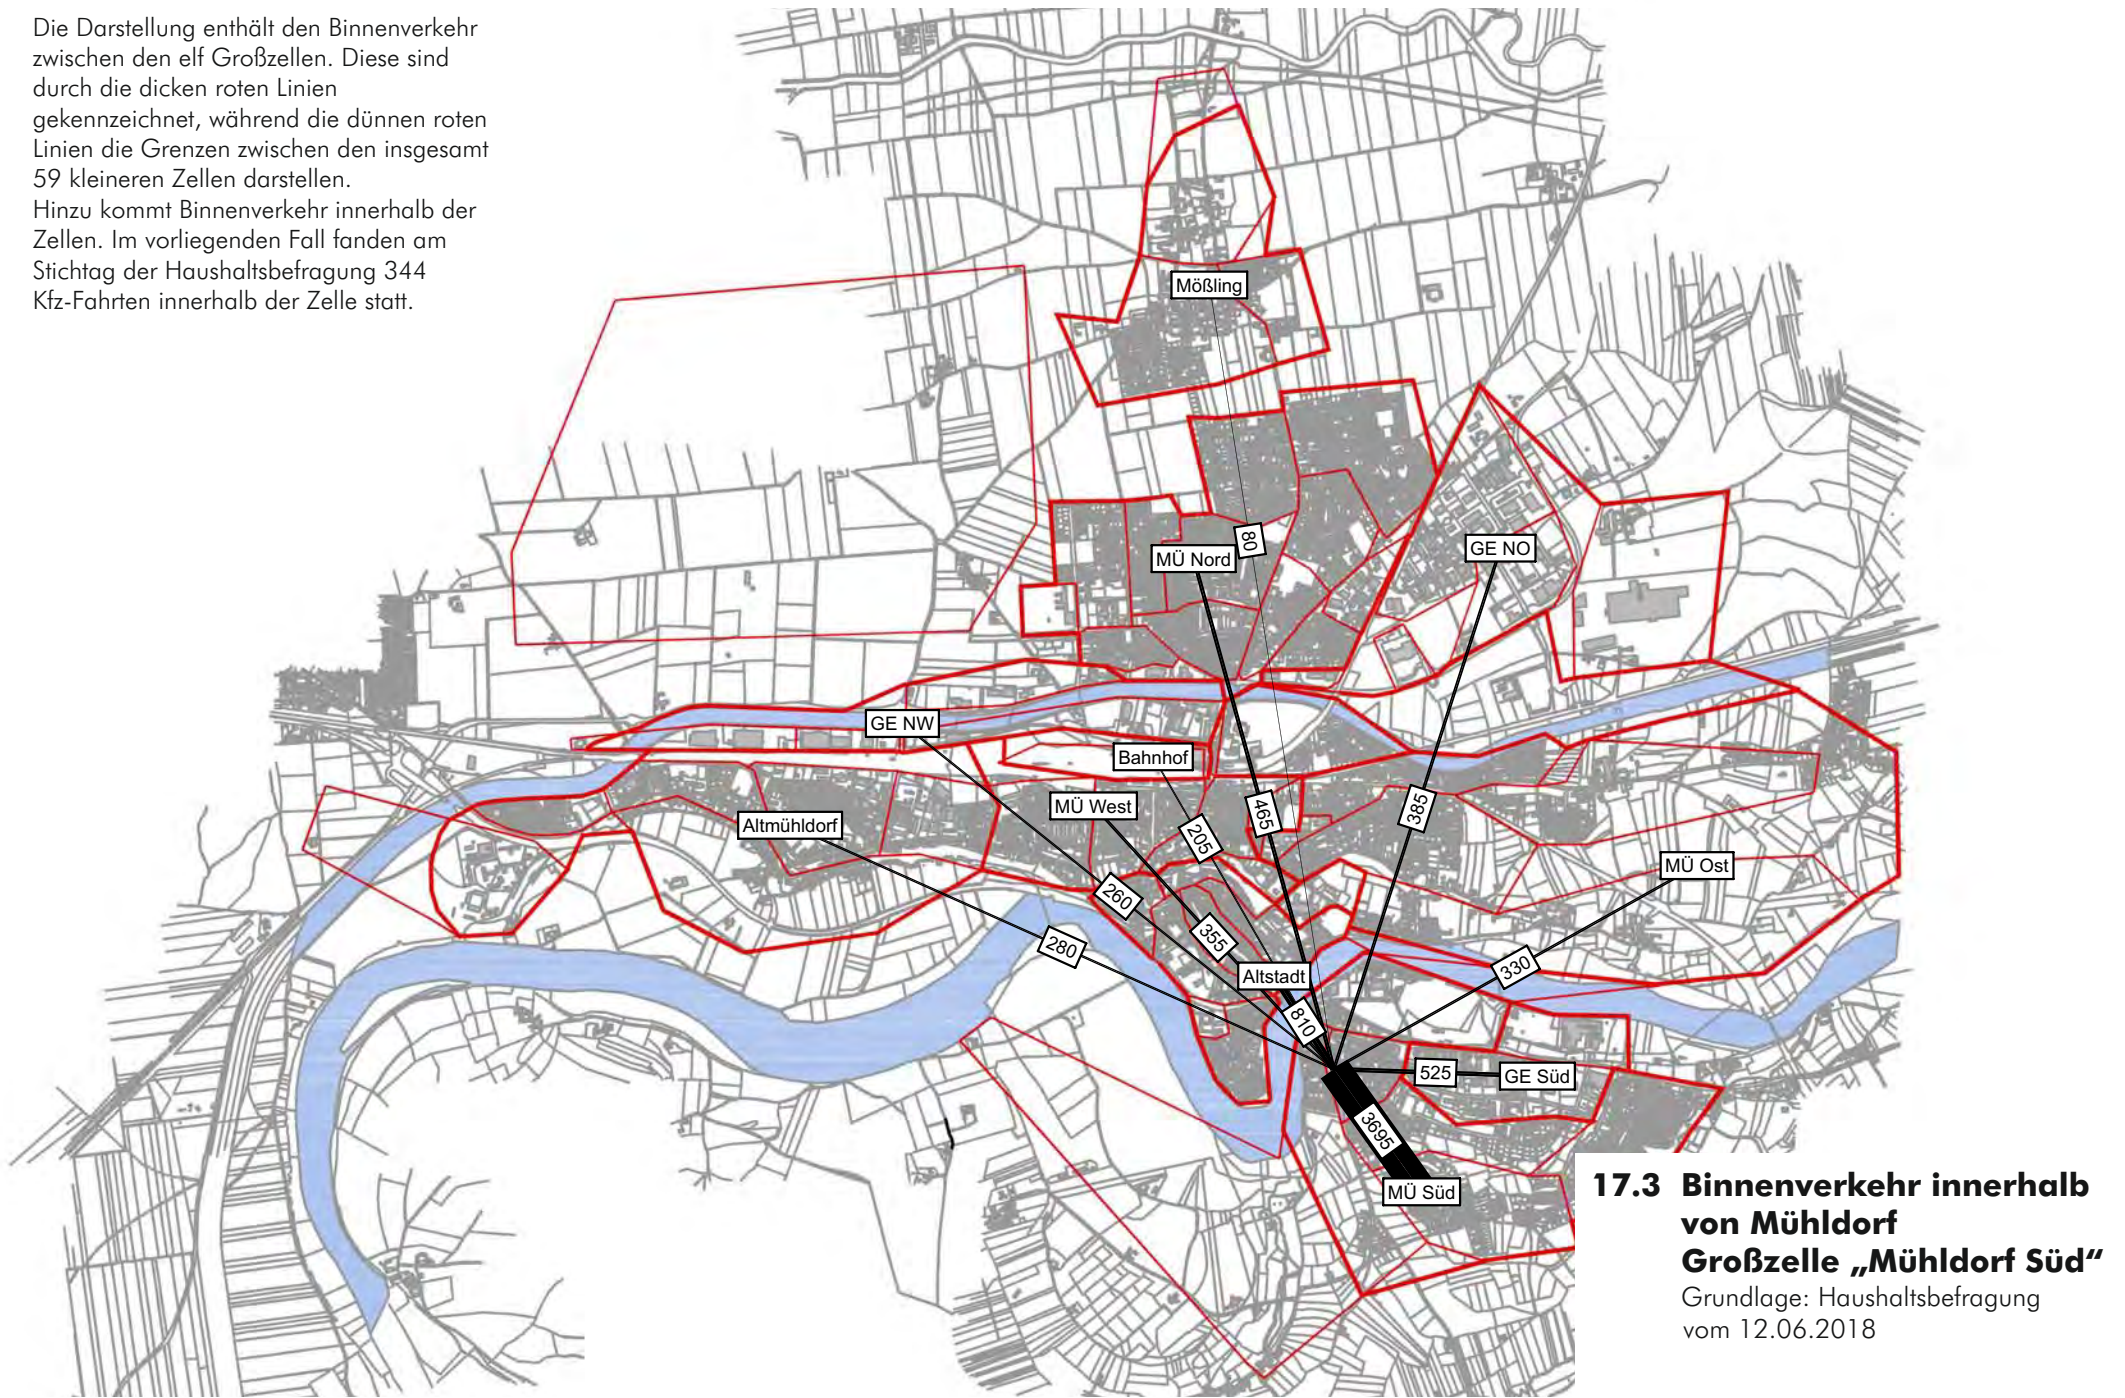 Die Darstellung enthält den Binnenverkehr
zwischen den elf Großzellen. Diese sind
durch die dicken roten Linien
gekennzeichnet, während die dünnen roten
Linien die Grenzen zwischen den insgesamt
59 kleineren Zellen darstellen.
Hinzu kommt Binnenverkehr innerhalb der
Zellen. Im vorliegenden Fall fanden am
Stichtag der Haushaltsbefragung 344
Kfz-Fahrten innerhalb der Zelle statt.
Mößling
80
MÜ Nord
GE NO
GE NW
Bahnhof
MÜ West
465
385
Altmühldorf
205
MÜ Ost
260
355
280
Altstadt
330
810
525
GE Süd
3695
MÜ Süd
17.3 Binnenverkehr innerhalb
von Mühldorf
Großzelle „Mühldorf Süd“
Grundlage: Haushaltsbefragung
vom 12.06.2018